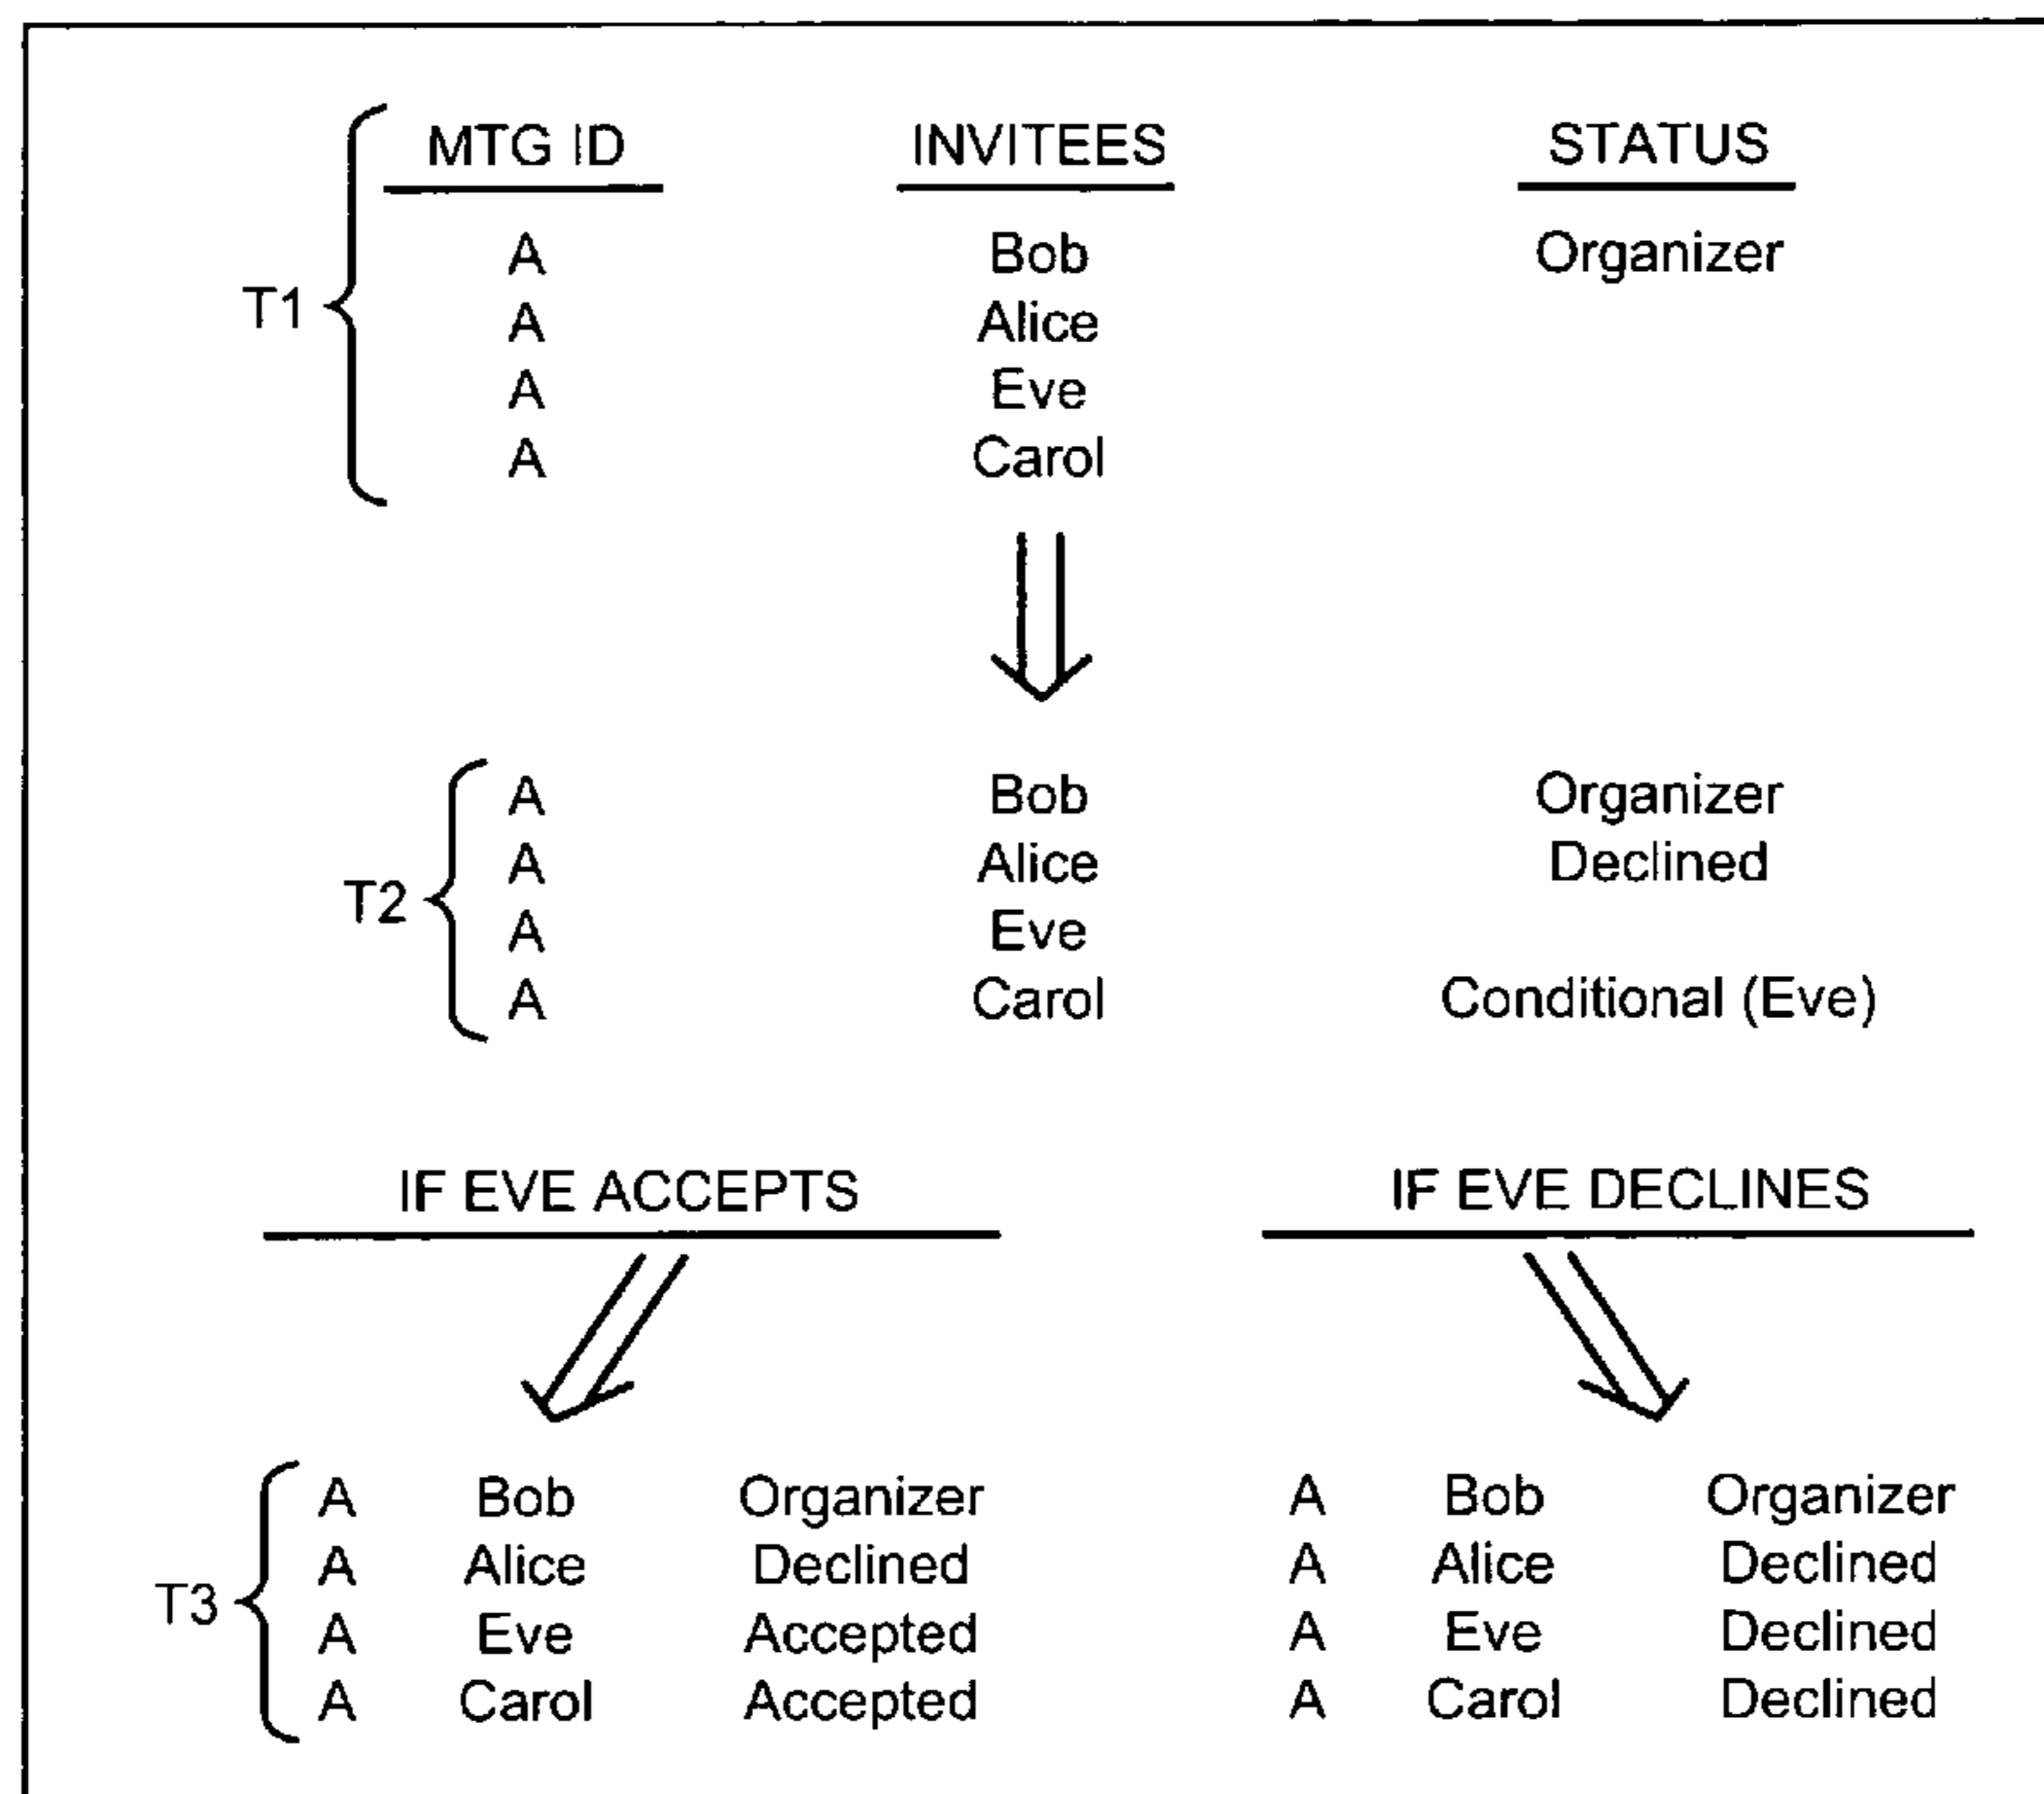 MTG ID INVITEES STATUS
A Bob Organizer
A Alice
T1
A Eve
A Carol
A Bob Organizer
A Alice Declined
T2
A Eve
A Carol Conditional (Eve)
IF EVE ACCEPTS IF EVE DECLINES
A Bob Organizer A Bob Organizer
A Alice Declined A Alice Declined
T3
A Eve Accepted A Eve Declined
A Carol Accepted A Carol Declined